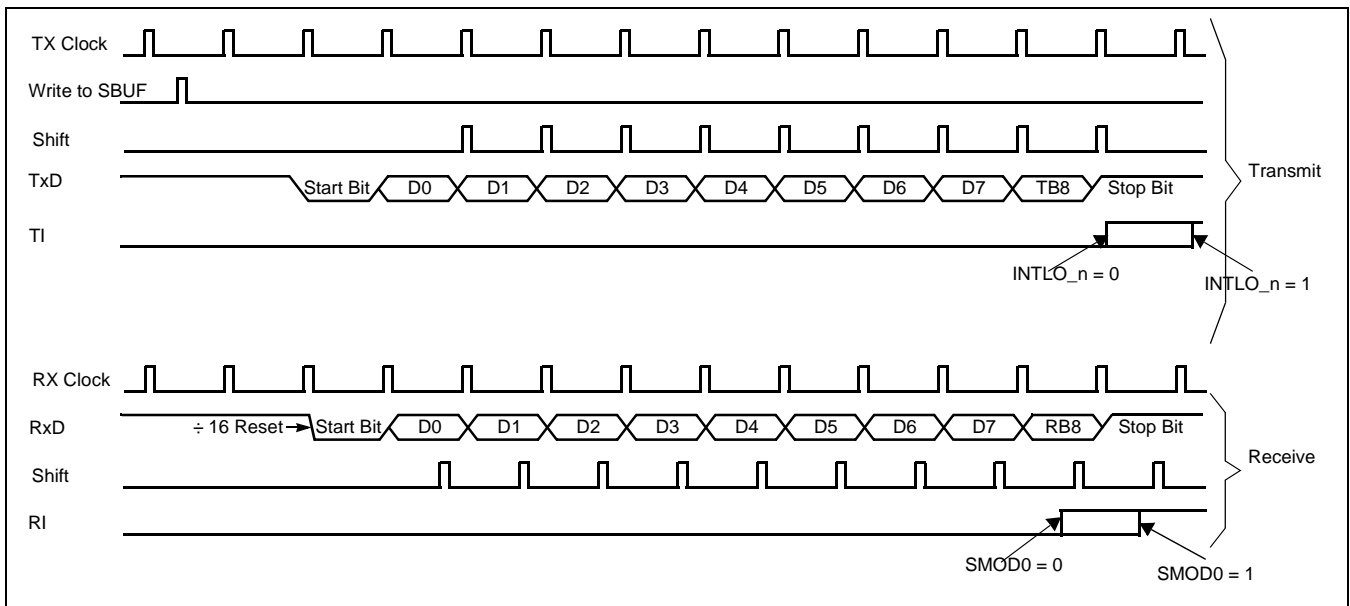 TX Clock
Write to SBUF
Shift
TxD
Start Bit D0 D1 D2 D3 D4 D5 D6 D7 TB8 Stop Bit
Transmit
TI
INTLO_n = 0
INTLO_n = 1
RX Clock
RxD
÷ 16 Reset Start Bit D0 D1 D2 D3 D4 D5 D6 D7 RB8 Stop Bit
Receive
Shift
RI
SMOD0 = 0
SMOD0 = 1